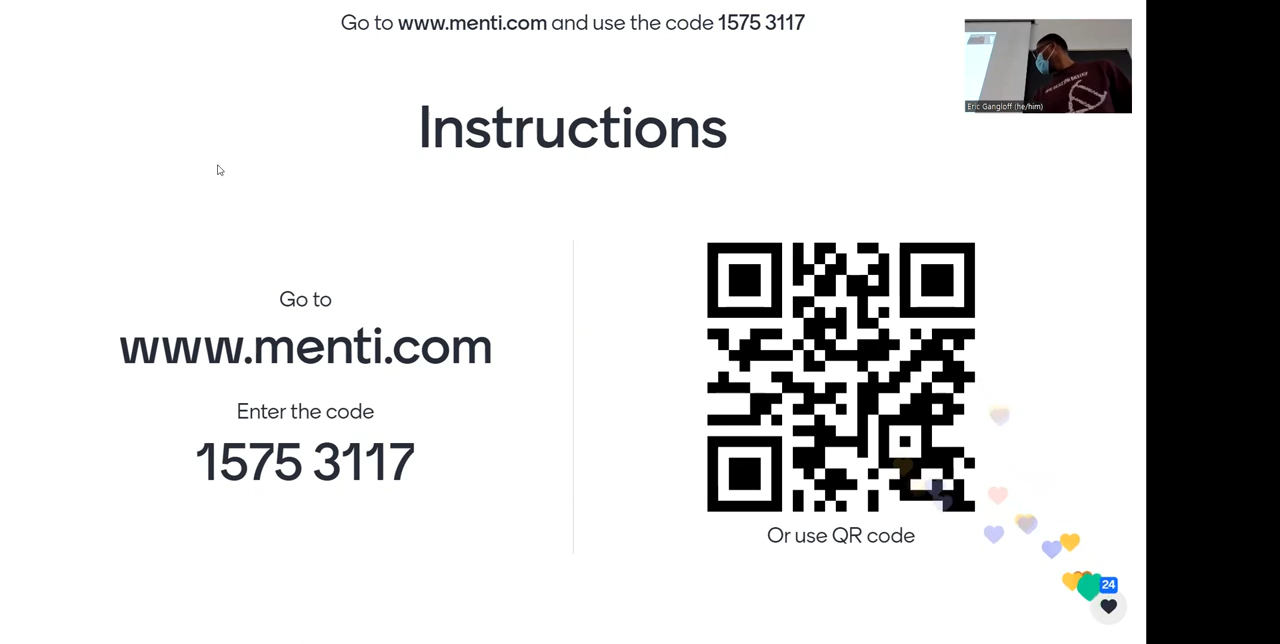 Go to www.menti.com and use the code 1575 3117
Eric Gangloff (he/him)
Instructions
Go to
www.menti.com
Enter the code
1575 3117
Or use QR code
24